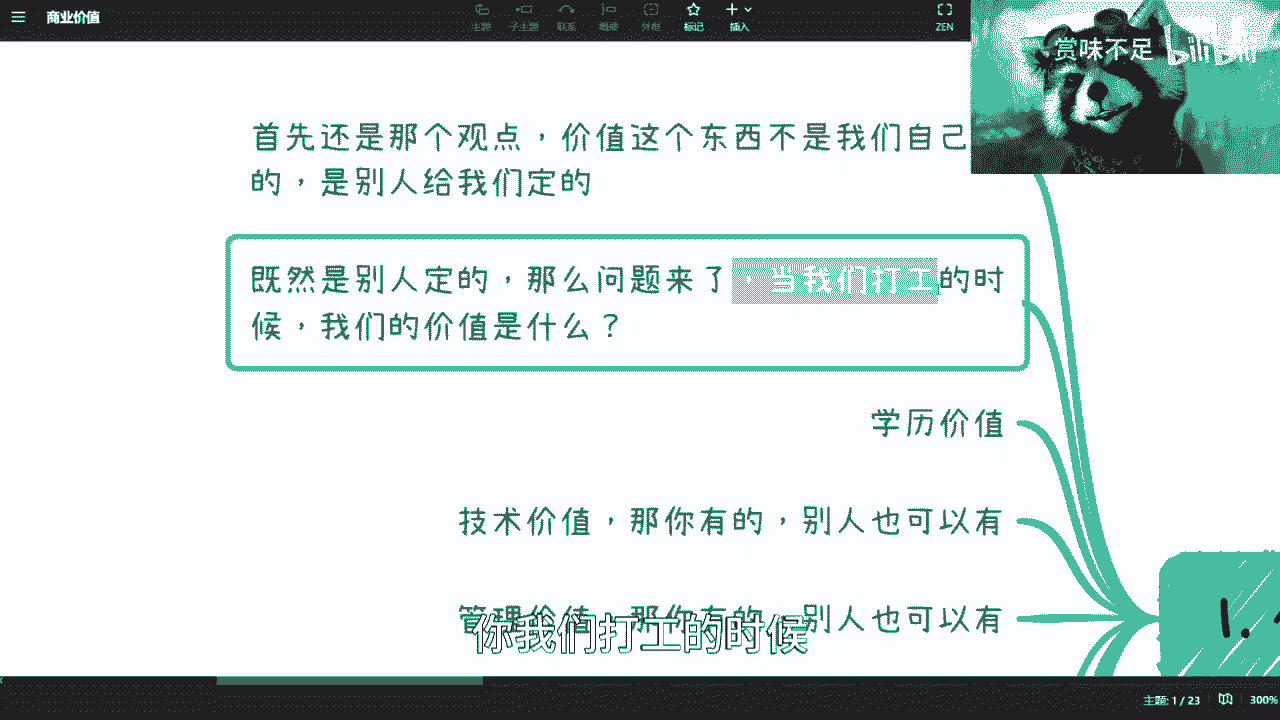 商业价值
主题
子主题
联系
概要
外框
标记
插入
ZEN
赏味不足
bilibili
首先还是那个观点，价值这个东西不是我们自己
的，是别人给我们定的
既然是别人定的，那么问题来了，当我们打工的时
候，我们的价值是什么？
学历价值
技术价值，那你有的，别人也可以有
管理价值，那你有的，别人也可以有
你我们打工的时候
1.
主题: 1 / 23
300%